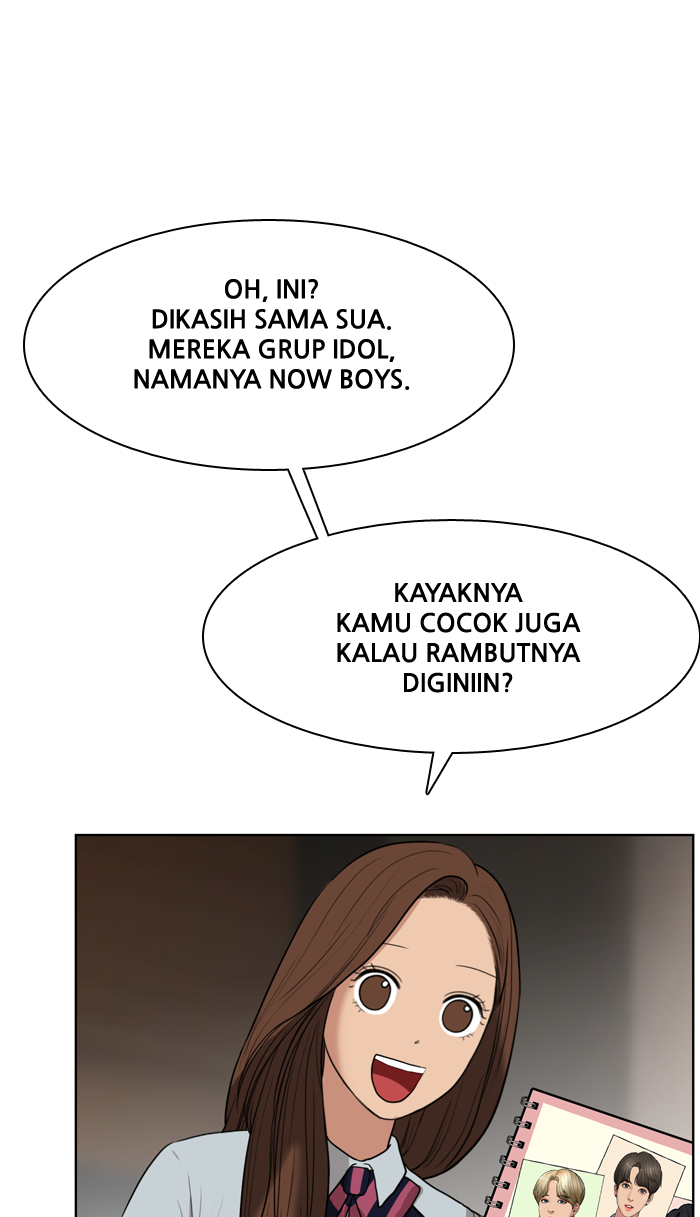 OH, INI?
DIKASIH SAMA SUA.
MEREKA GRUP IDOL,
NAMANYA NOW BOYS.
KAYAKNYA
KAMU COCOK JUGA
KALAU RAMBUTNYA
DIGINIIN?